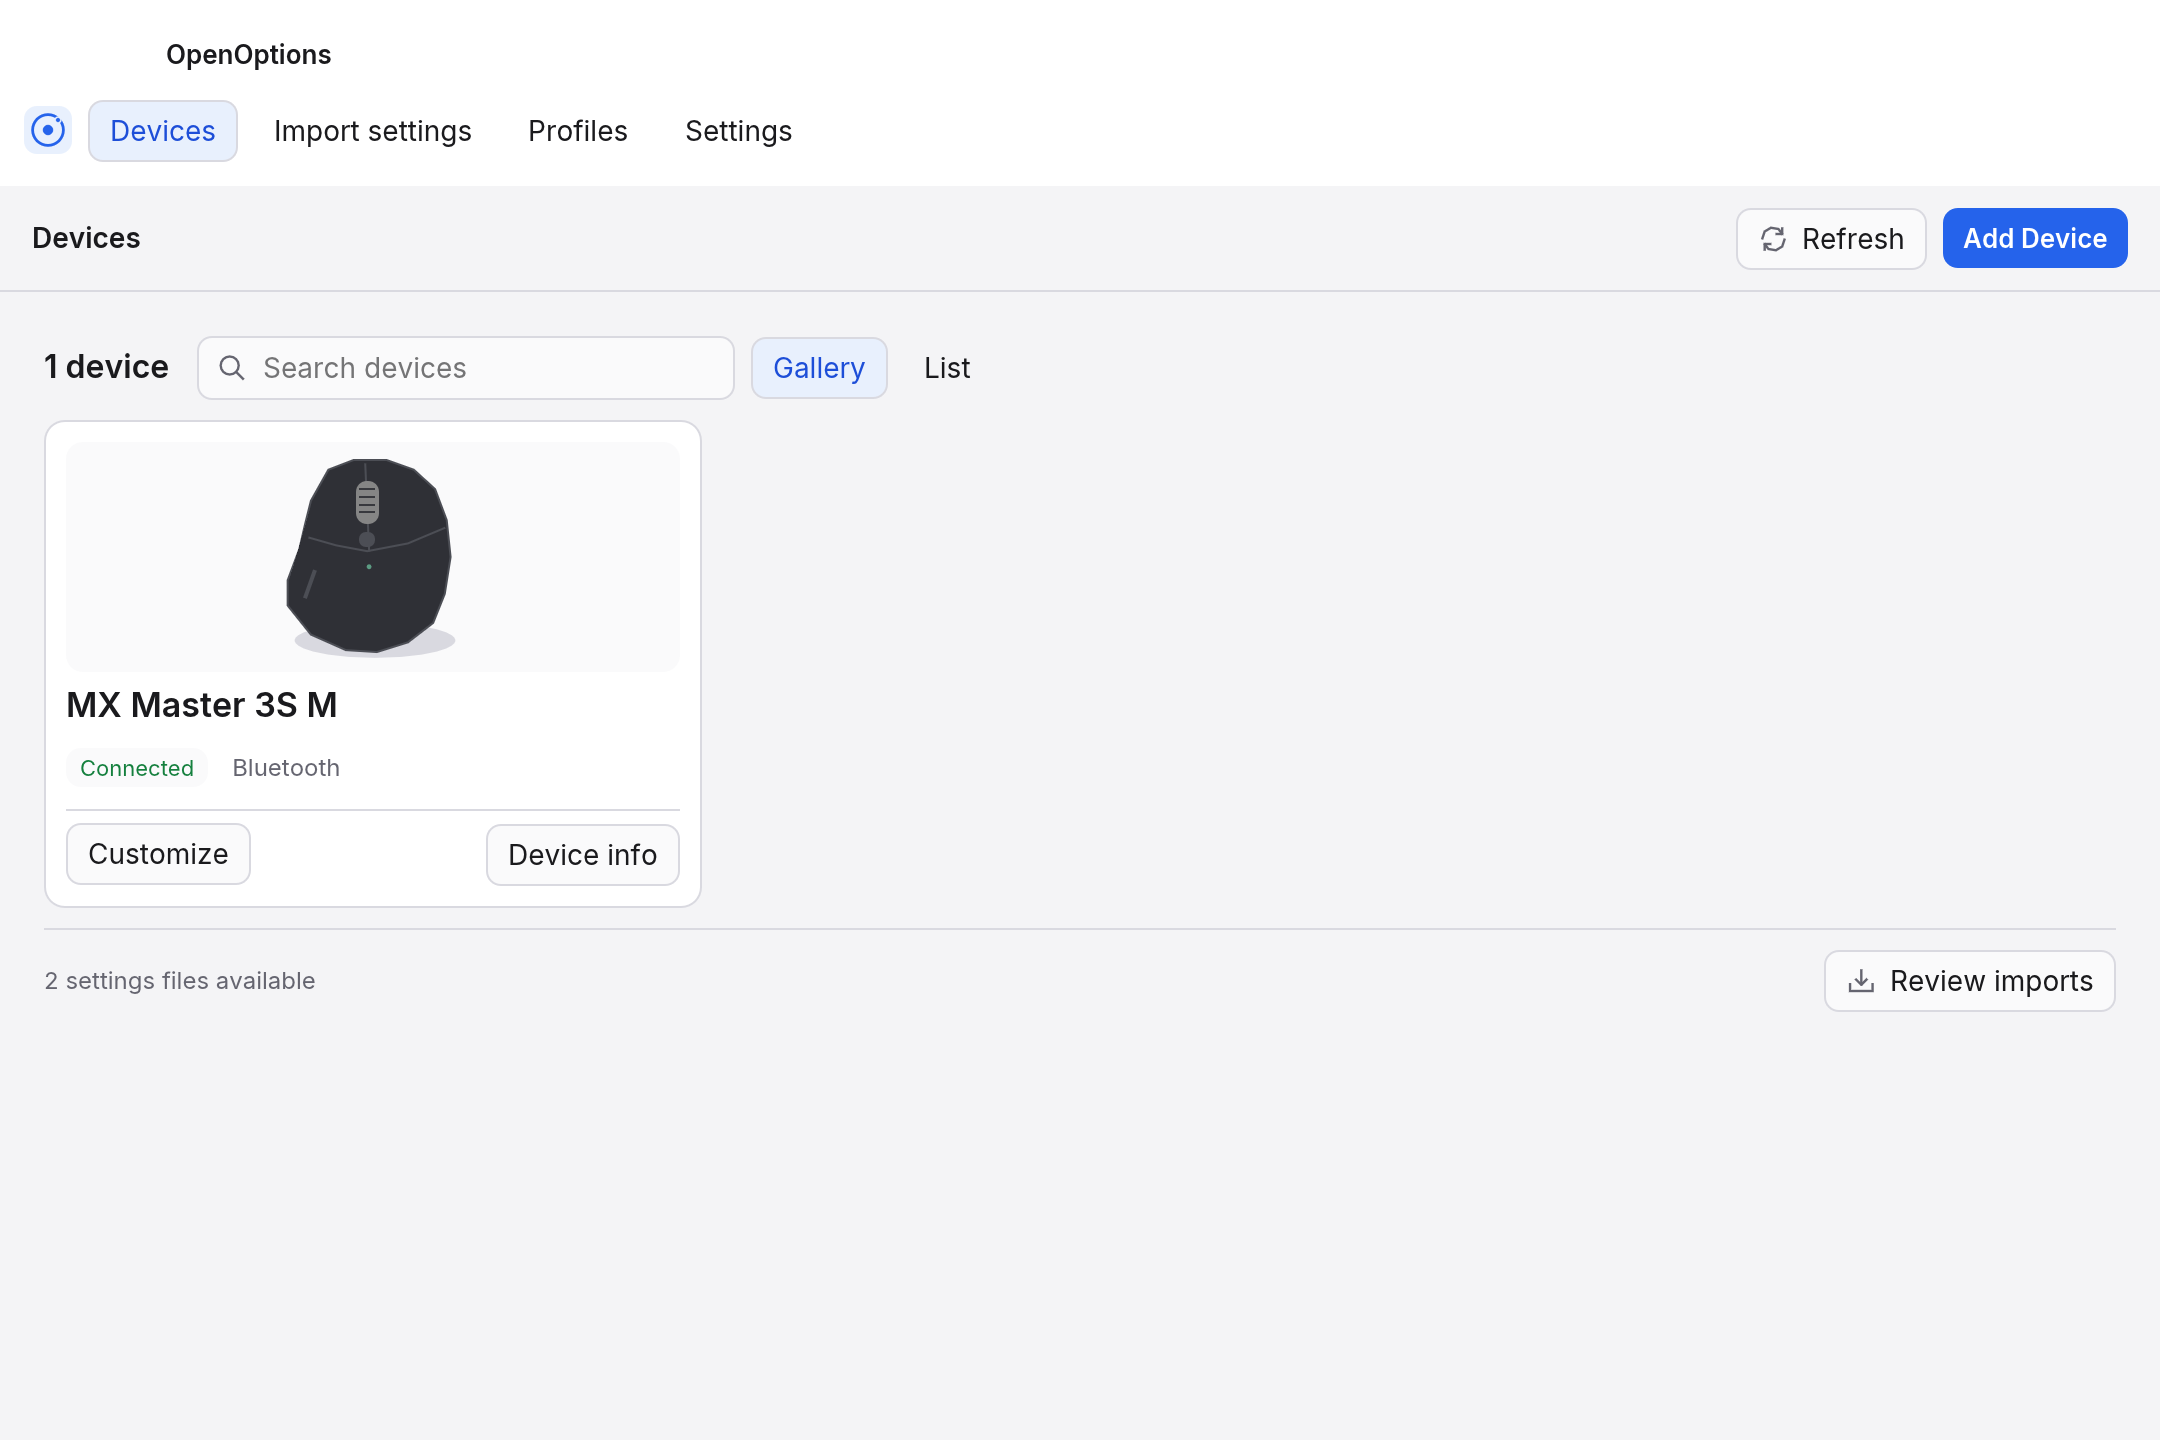 OpenOptions
Devices Import settings Profiles Settings
Devices Refresh Add Device
1 device Search devices Gallery List
MX Master 3S M
Connected Bluetooth
Customize Device info
2 settings files available Review imports